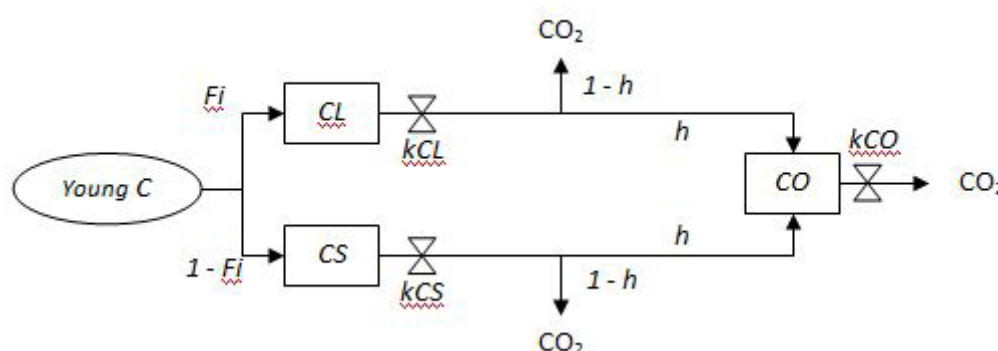 CO₂
Fi
1 - h
CL
kCL
h
kCO
Young C
CO
CO₂
1 - Fi
CS
kCS
h
1 - h
CO₂